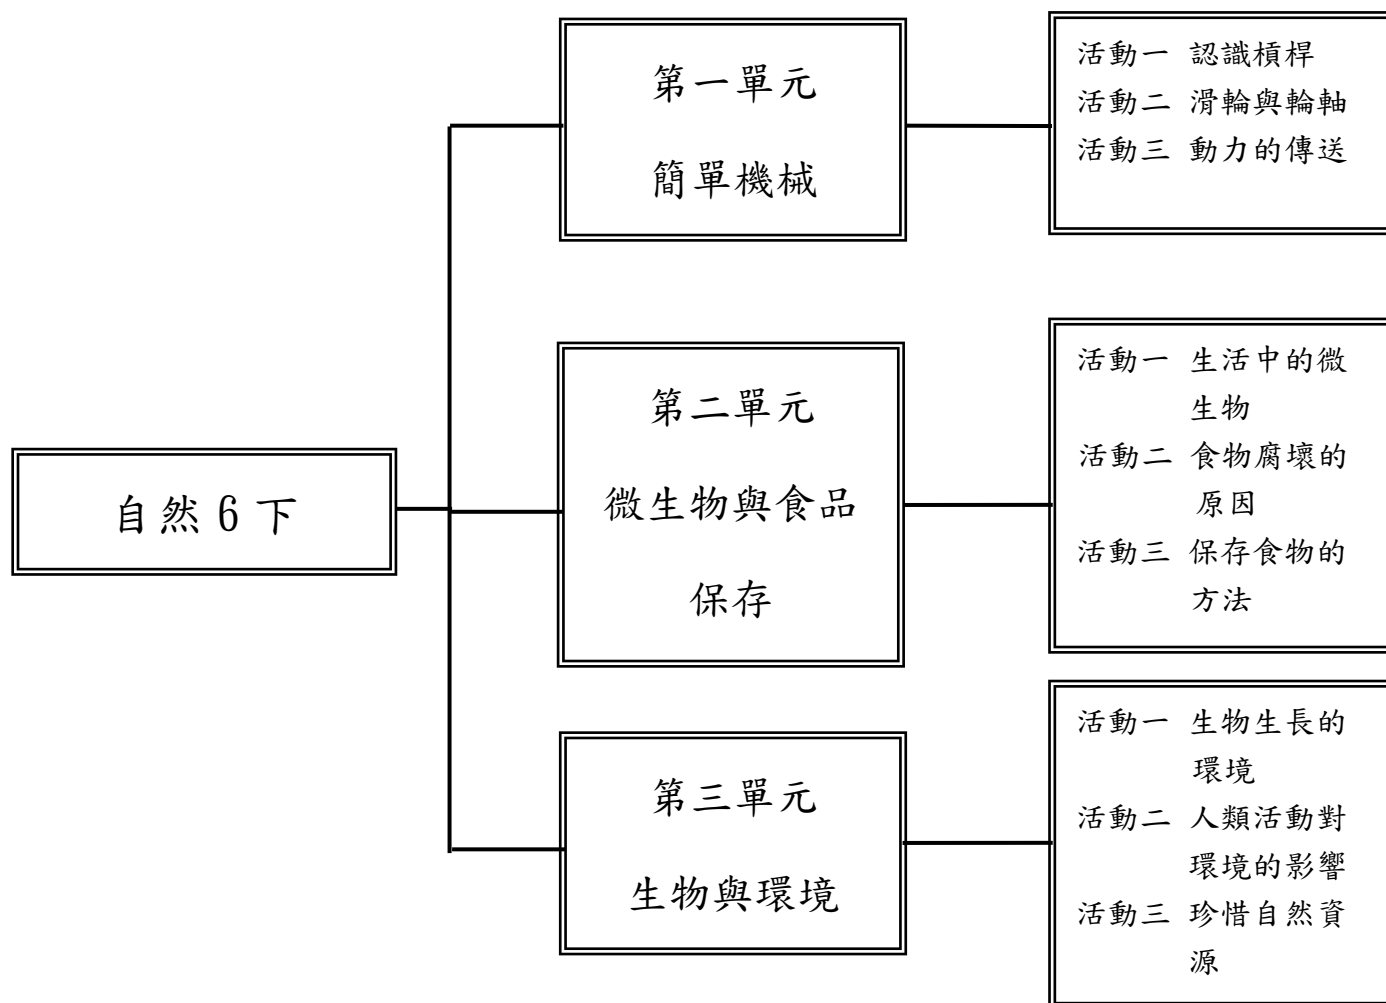 自然 6 下
第一單元
簡單機械
活動一 認識槓桿
活動二 滑輪與輪軸
活動三 動力的傳送
第二單元
微生物與食品
保存
活動一 生活中的微
生物
活動二 食物腐壞的
原因
活動三 保存食物的
方法
第三單元
生物與環境
活動一 生物生長的
環境
活動二 人類活動對
環境的影響
活動三 珍惜自然資
源